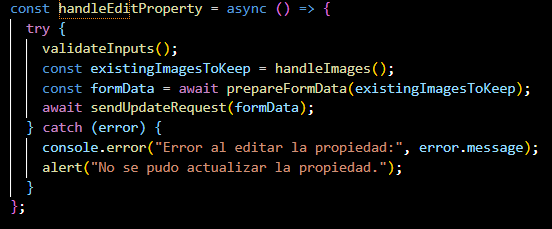 const handleEditProperty = async () => {
  try {
    validateInputs();
    const existingImagesToKeep = handleImages();
    const formData = await prepareFormData(existingImagesToKeep);
    await sendUpdateRequest(formData);
  } catch (error) {
    console.error("Error al editar la propiedad:", error.message);
    alert("No se pudo actualizar la propiedad.");
  }
};